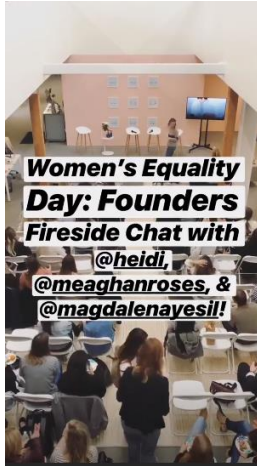 Women's Equality
Day: Founders
Fireside Chat with
@heidi,
@meaghanroses, &
@magdalenayesil!